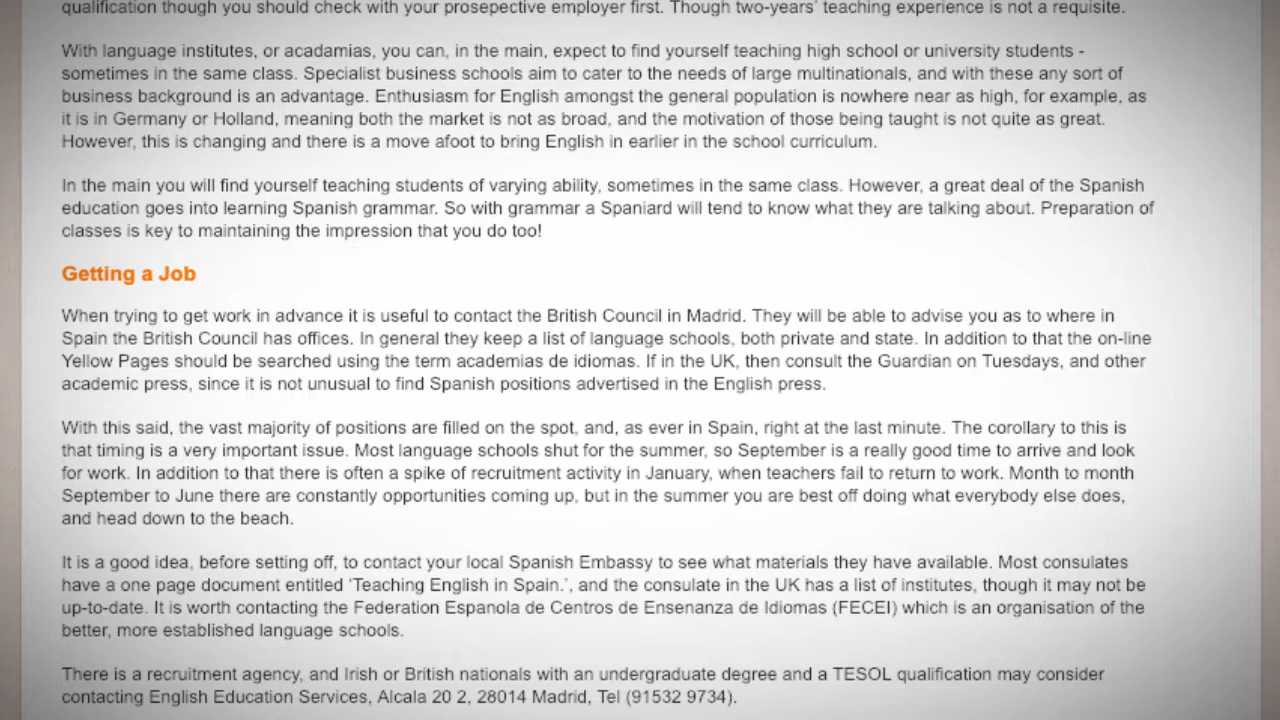 qualification though you should check with your prosepective employer first. Though two-years' teaching experience is not a requisite.
With language institutes, or acadamias, you can, in the main, expect to find yourself teaching high school or university students -
sometimes in the same class. Specialist business schools aim to cater to the needs of large multinationals, and with these any sort of
business background is an advantage. Enthusiasm for English amongst the general population is nowhere near as high, for example, as
it is in Germany or Holland, meaning both the market is not as broad, and the motivation of those being taught is not quite as great.
However, this is changing and there is a move afoot to bring English in earlier in the school curriculum.
In the main you will find yourself teaching students of varying ability, sometimes in the same class. However, a great deal of the Spanish
education goes into learning Spanish grammar. So with grammar a Spaniard will tend to know what they are talking about. Preparation of
classes is key to maintaining the impression that you do too!
Getting a Job
When trying to get work in advance it is useful to contact the British Council in Madrid. They will be able to advise you as to where in
Spain the British Council has offices. In general they keep a list of language schools, both private and state. In addition to that the on-line
Yellow Pages should be searched using the term academias de idiomas. If in the UK, then consult the Guardian on Tuesdays, and other
academic press, since it is not unusual to find Spanish positions advertised in the English press.
With this said, the vast majority of positions are filled on the spot, and, as ever in Spain, right at the last minute. The corollary to this is
that timing is a very important issue. Most language schools shut for the summer, so September is a really good time to arrive and look
for work. In addition to that there is often a spike of recruitment activity in January, when teachers fail to return to work. Month to month
September to June there are constantly opportunities coming up, but in the summer you are best off doing what everybody else does,
and head down to the beach.
It is a good idea, before setting off, to contact your local Spanish Embassy to see what materials they have available. Most consulates
have a one page document entitled 'Teaching English in Spain.', and the consulate in the UK has a list of institutes, though it may not be
up-to-date. It is worth contacting the Federation Espanola de Centros de Ensenanza de Idiomas (FECEI) which is an organisation of the
better, more established language schools.
There is a recruitment agency, and Irish or British nationals with an undergraduate degree and a TESOL qualification may consider
contacting English Education Services, Alcala 20 2, 28014 Madrid, Tel (91532 9734).